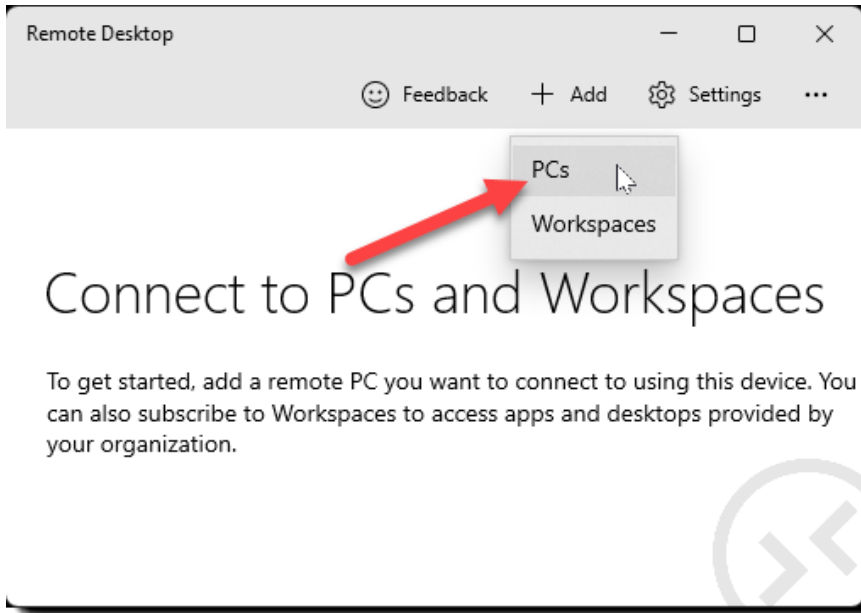 Remote Desktop
Feedback
Add
Settings
PCs
Workspaces
Connect to PCs and Workspaces
To get started, add a remote PC you want to connect to using this device. You
can also subscribe to Workspaces to access apps and desktops provided by
your organization.